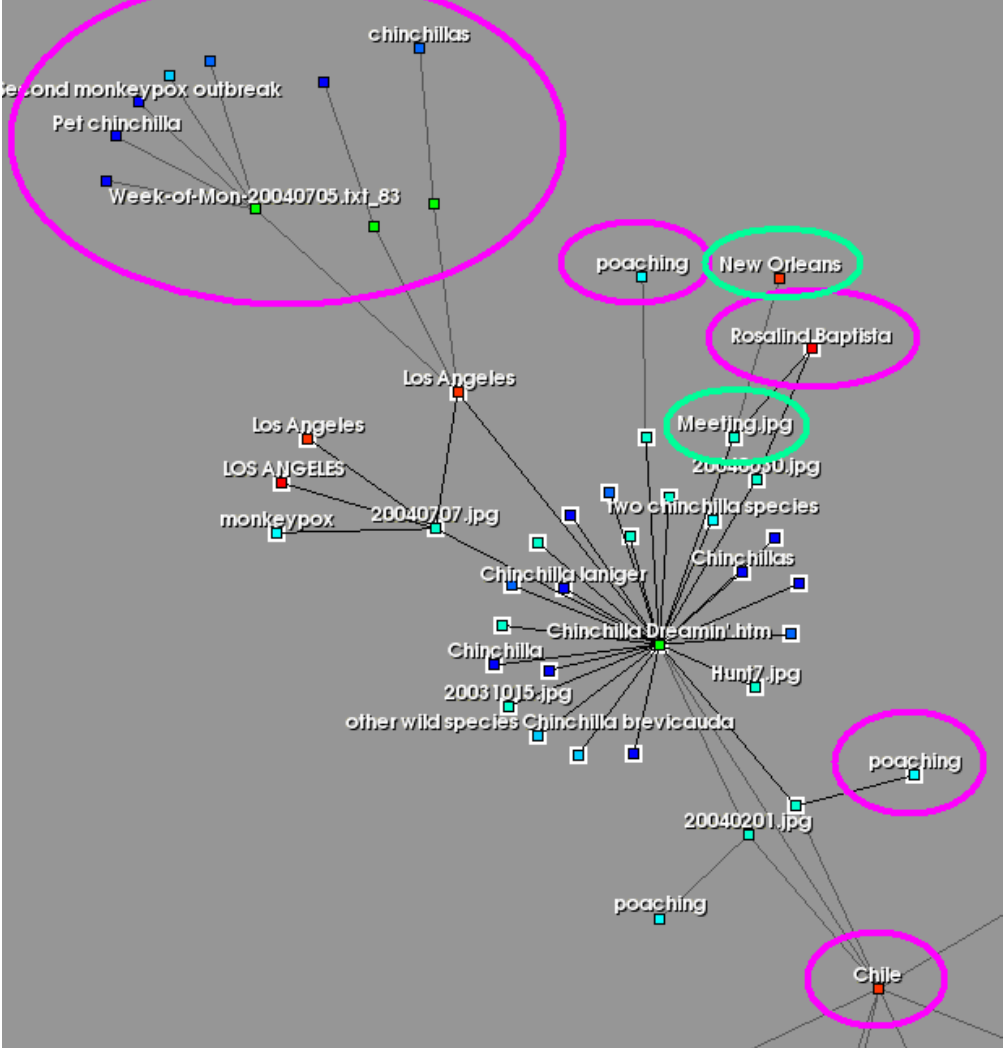 chinchillas
Second monkeypox outbreak
Pet chinchilla
Week-of-Mon-20040705.txt_83
poaching
New Orleans
Rosalind Baptista
Los Angeles
Los Angeles
Meeting.jpg
LOS ANGELES
20040630.jpg
Two chinchilla species
monkeypox
20040707.jpg
Chinchillas
Chinchilla laniger
Chinchilla Dreamin'.htm
Chinchilla
Hunt7.jpg
20031015.jpg
other wild species
Chinchilla brevicauda
poaching
20040201.jpg
poaching
Chile